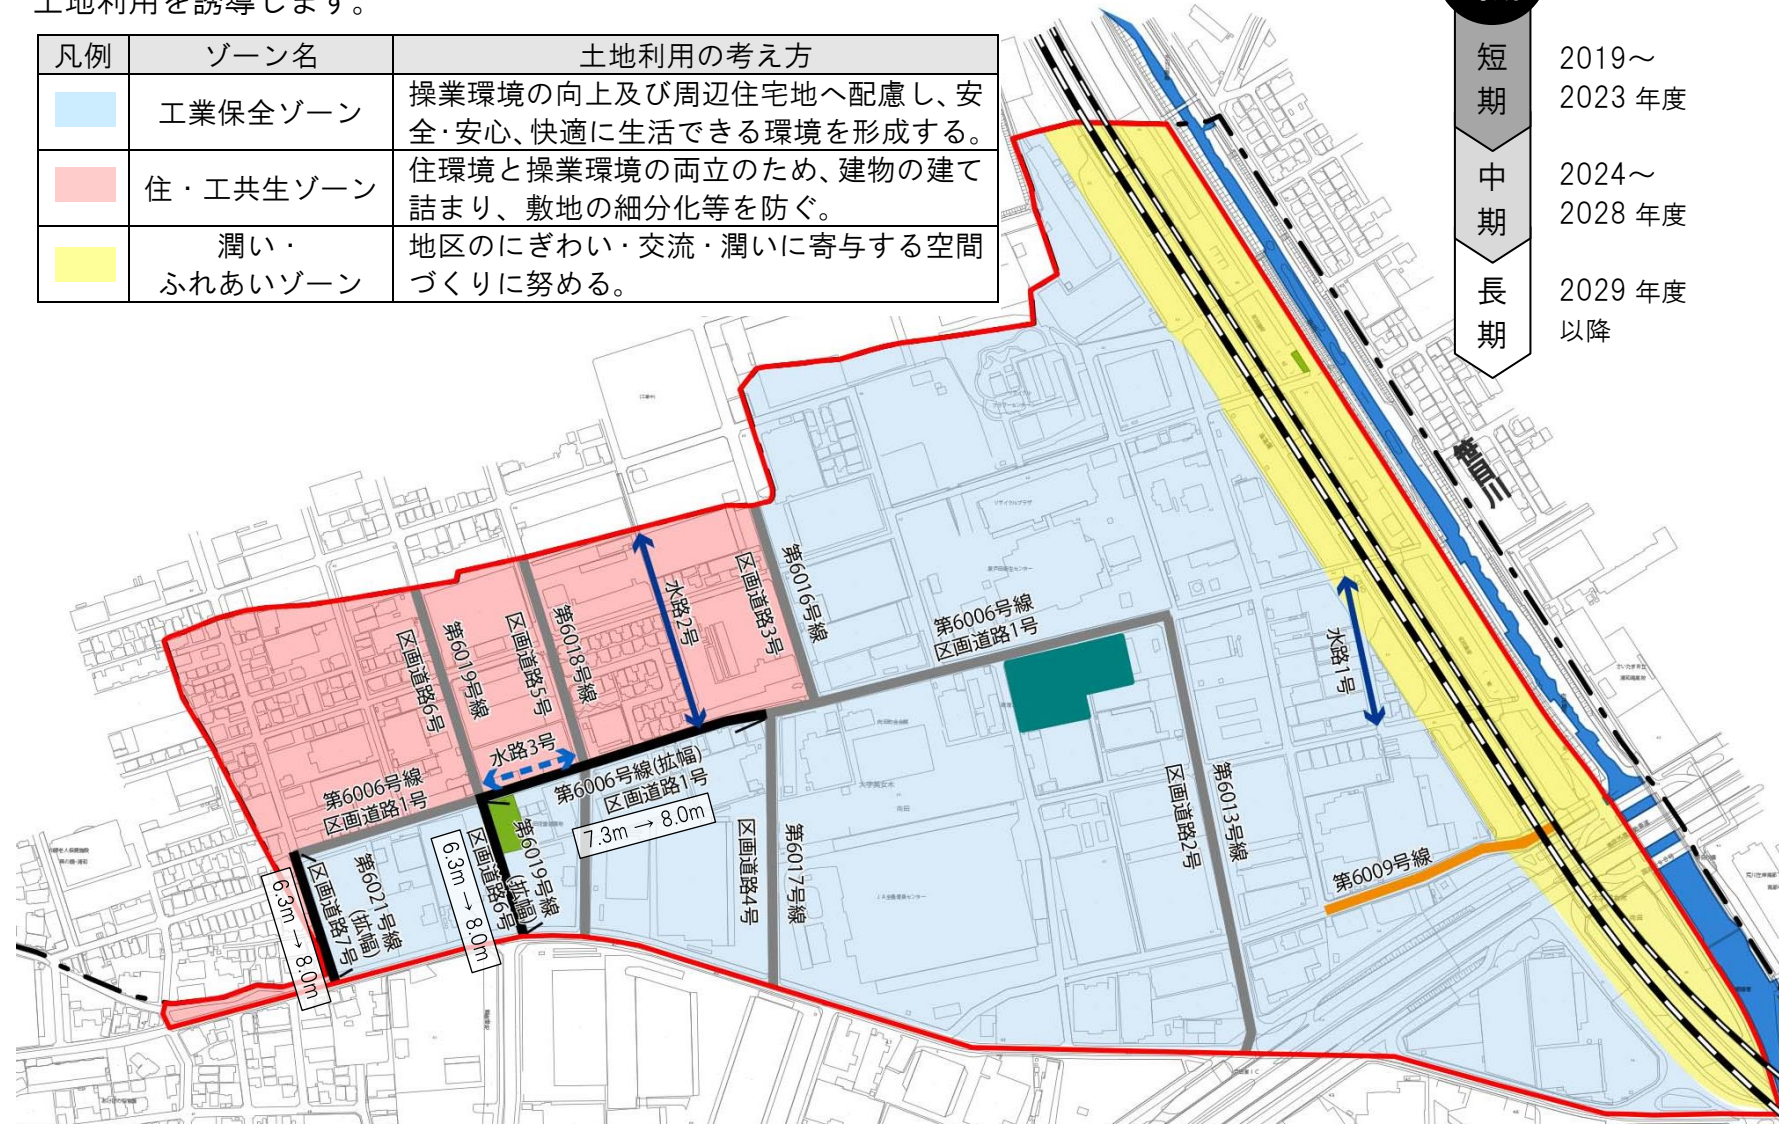 土地利用を誘導します。
凡例 ゾーン名 土地利用の考え方
工業保全ゾーン
操業環境の向上及び周辺住宅地へ配慮し、安
全・安心、快適に生活できる環境を形成する。
住・工共生ゾーン
住環境と操業環境の両立のため、建物の建て
詰まり、敷地の細分化等を防ぐ。
潤い・
ふれあいゾーン
地区のにぎわい・交流・潤いに寄与する空間
づくりに努める。
短期
2019～
2023 年度
中期
2024～
2028 年度
長期
2029 年度
以降
笹目川
第6016号線
区画道路3号
水路2号
第6018号線
区画道路5号
第6019号線
区画道路6号
第6006号線
区画道路1号
水路1号
水路3号
第6006号線(拡幅)
区画道路1号
7.3m → 8.0m
第6006号線
区画道路1号
第6019号線
(拡幅)
区画道路6号
6.3m → 8.0m
第6021号線
(拡幅)
区画道路7号
6.3m → 8.0m
区画道路4号
第6017号線
区画道路2号
第6013号線
第6009号線